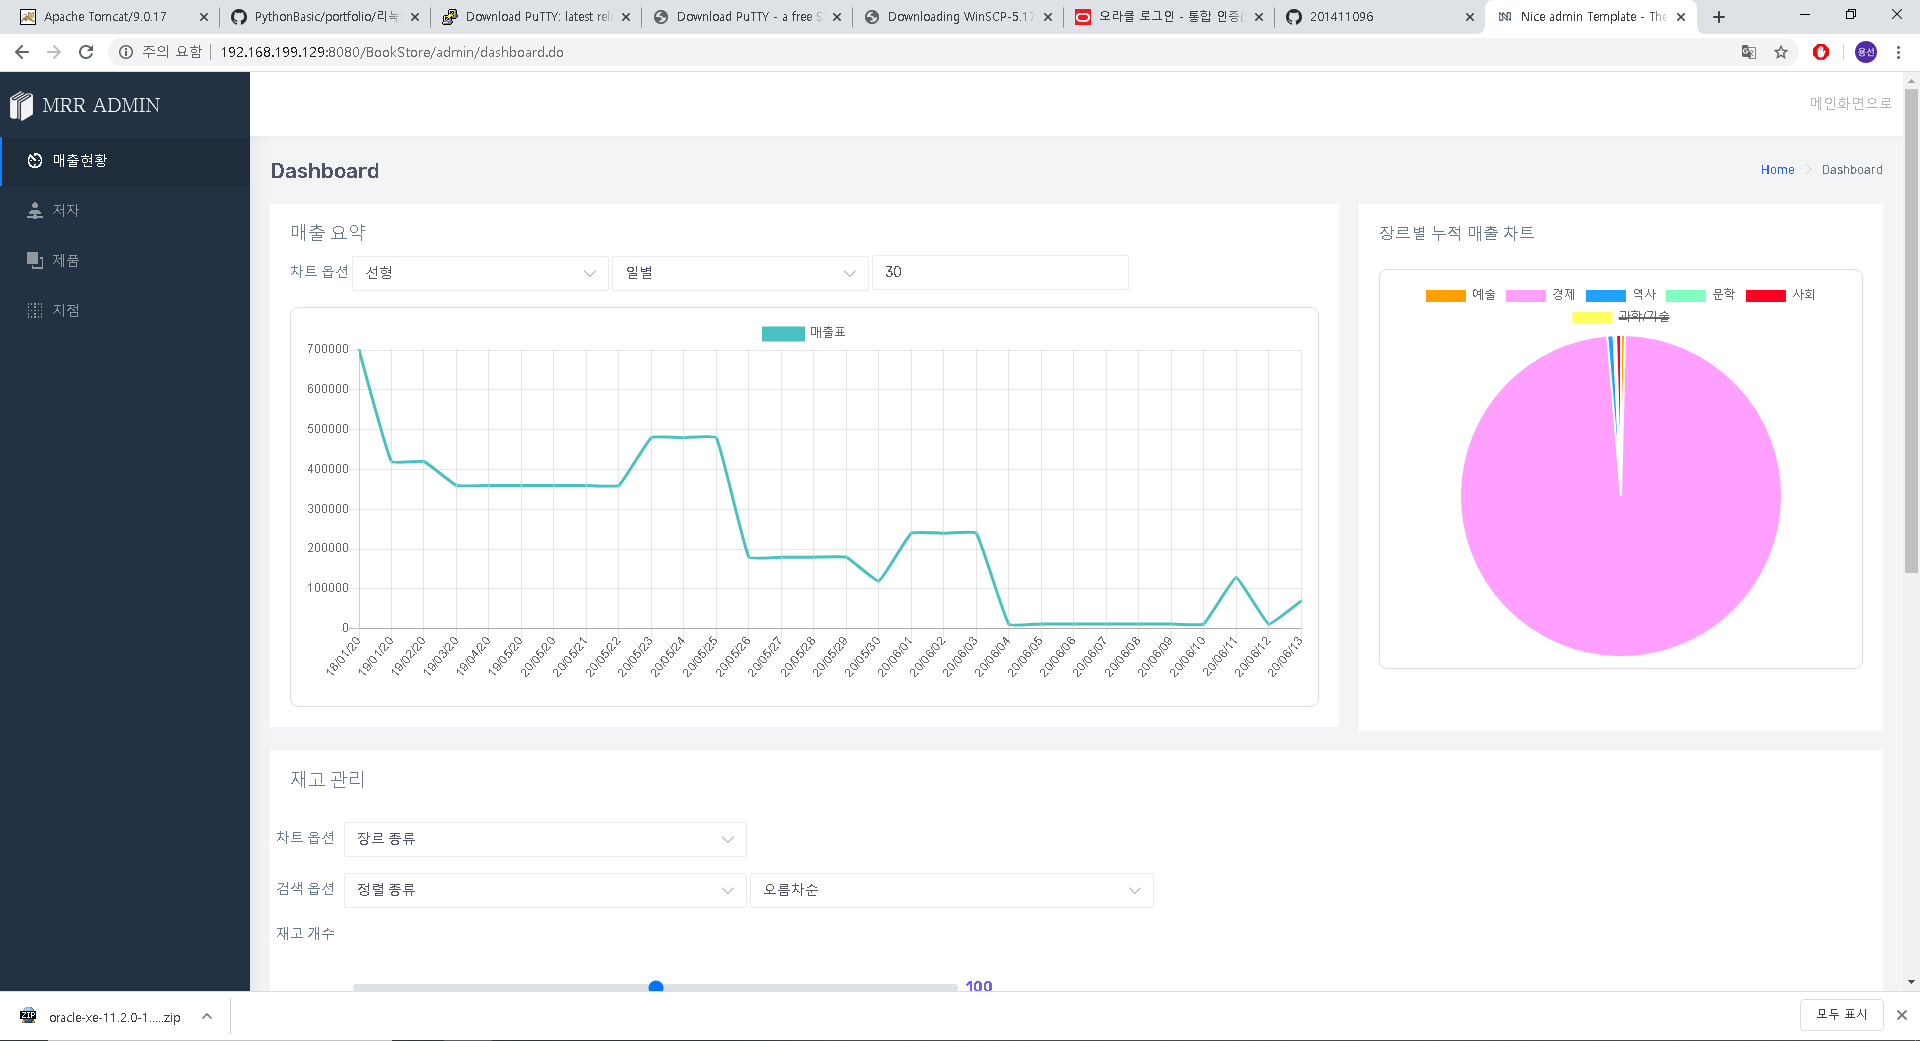 Apache Tomcat/9.0.17
PythonBasic/portfolio/리눅
Download PuTTY: latest rel
Download PuTTY - a free S
Downloading WinSCP-5.17
오라클 로그인 - 통합 인증(
201411096
Nice admin Template - The
주의 요함
192.168.199.129:8080/BookStore/admin/dashboard.do
용선
MRR ADMIN
메인화면으로
매출현황
저자
제품
지점
Dashboard
Home
Dashboard
매출 요약
차트 옵션 선형 일별 30
매출표
700000
600000
500000
400000
300000
200000
100000
0
18/01/20 19/01/20 19/02/20 19/03/20 19/04/20 19/05/20 20/05/20 20/05/21 20/05/22 20/05/23 20/05/24 20/05/25 20/05/26 20/05/27 20/05/28 20/05/29 20/05/30 20/06/01 20/06/02 20/06/03 20/06/04 20/06/05 20/06/06 20/06/07 20/06/08 20/06/09 20/06/10 20/06/11 20/06/12 20/06/13
장르별 누적 매출 차트
예술 경제 역사 문학 사회
과학/기술
재고 관리
차트 옵션 장르 종류
검색 옵션 정렬 종류 오름차순
재고 개수
100
ZIP
oracle-xe-11.2.0-1.....zip
모두 표시